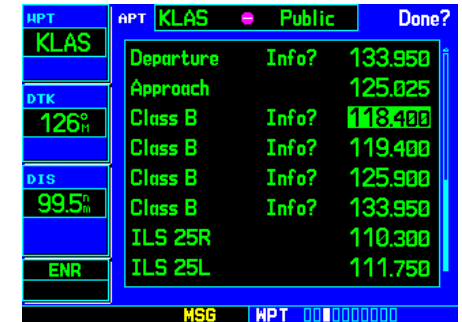 WPT
APT KLAS Public Done?
KLAS
Departure Info? 133.950
Approach 125.025
DTK
126°M
Class B Info? 118.400
Class B Info? 119.400
DIS
Class B Info? 125.900
99.5nm
Class B Info? 133.950
ILS 25R 110.300
ENR
ILS 25L 111.750
MSG WPT